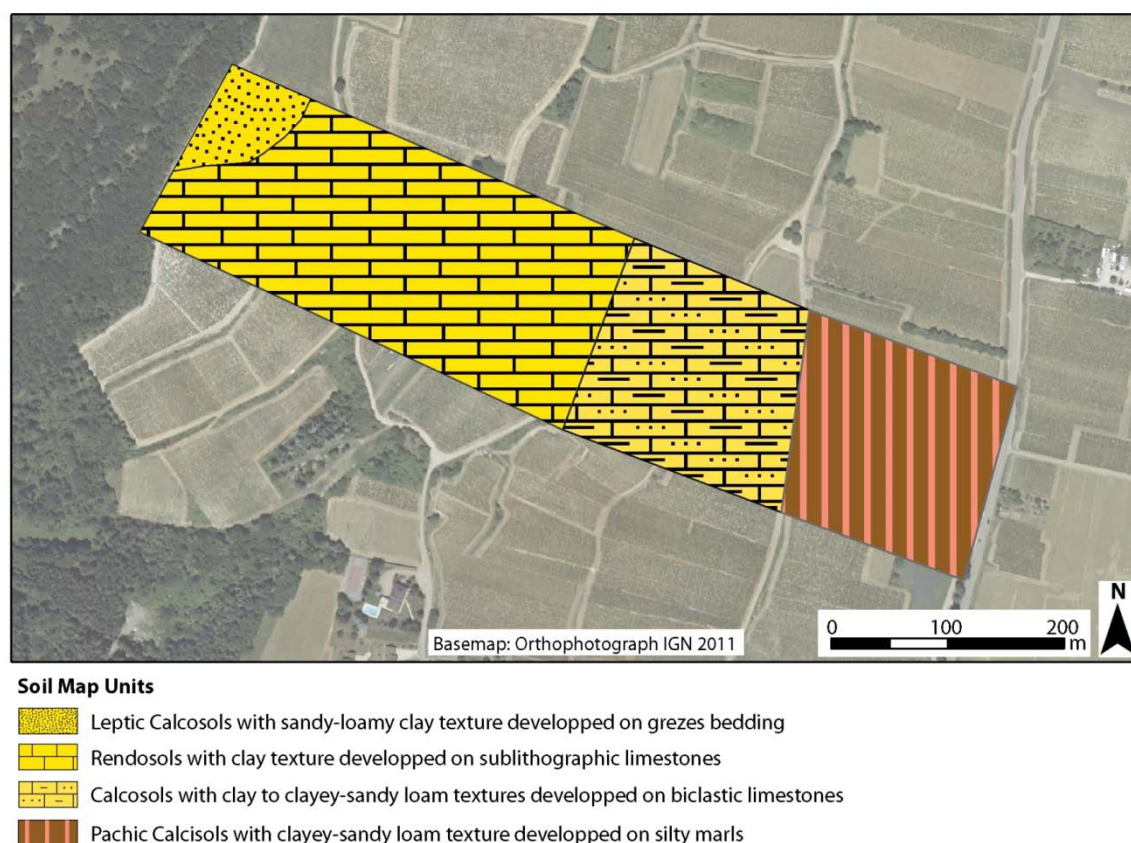 Basemap: Orthophotograph IGN 2011
0 100 200
m
N
Soil Map Units
Leptic Calcosols with sandy-loamy clay texture developped on grezes bedding
Rendosols with clay texture developped on sublithographic limestones
Calcosols with clay to clayey-sandy loam textures developped on biclastic limestones
Pachic Calcisols with clayey-sandy loam texture developped on silty marls